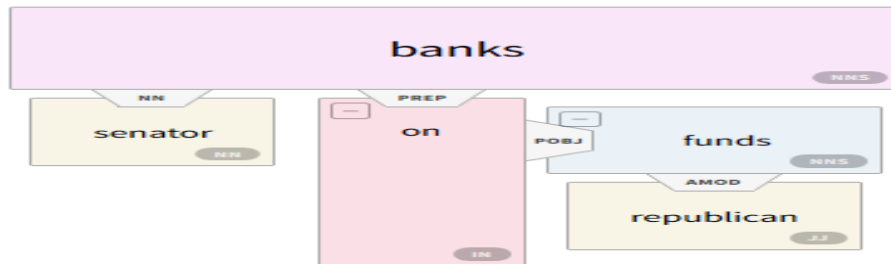 banks
NNS
NN
PREP
senator
NN
on
IN
POBJ
funds
NNS
AMOD
republican
JJ